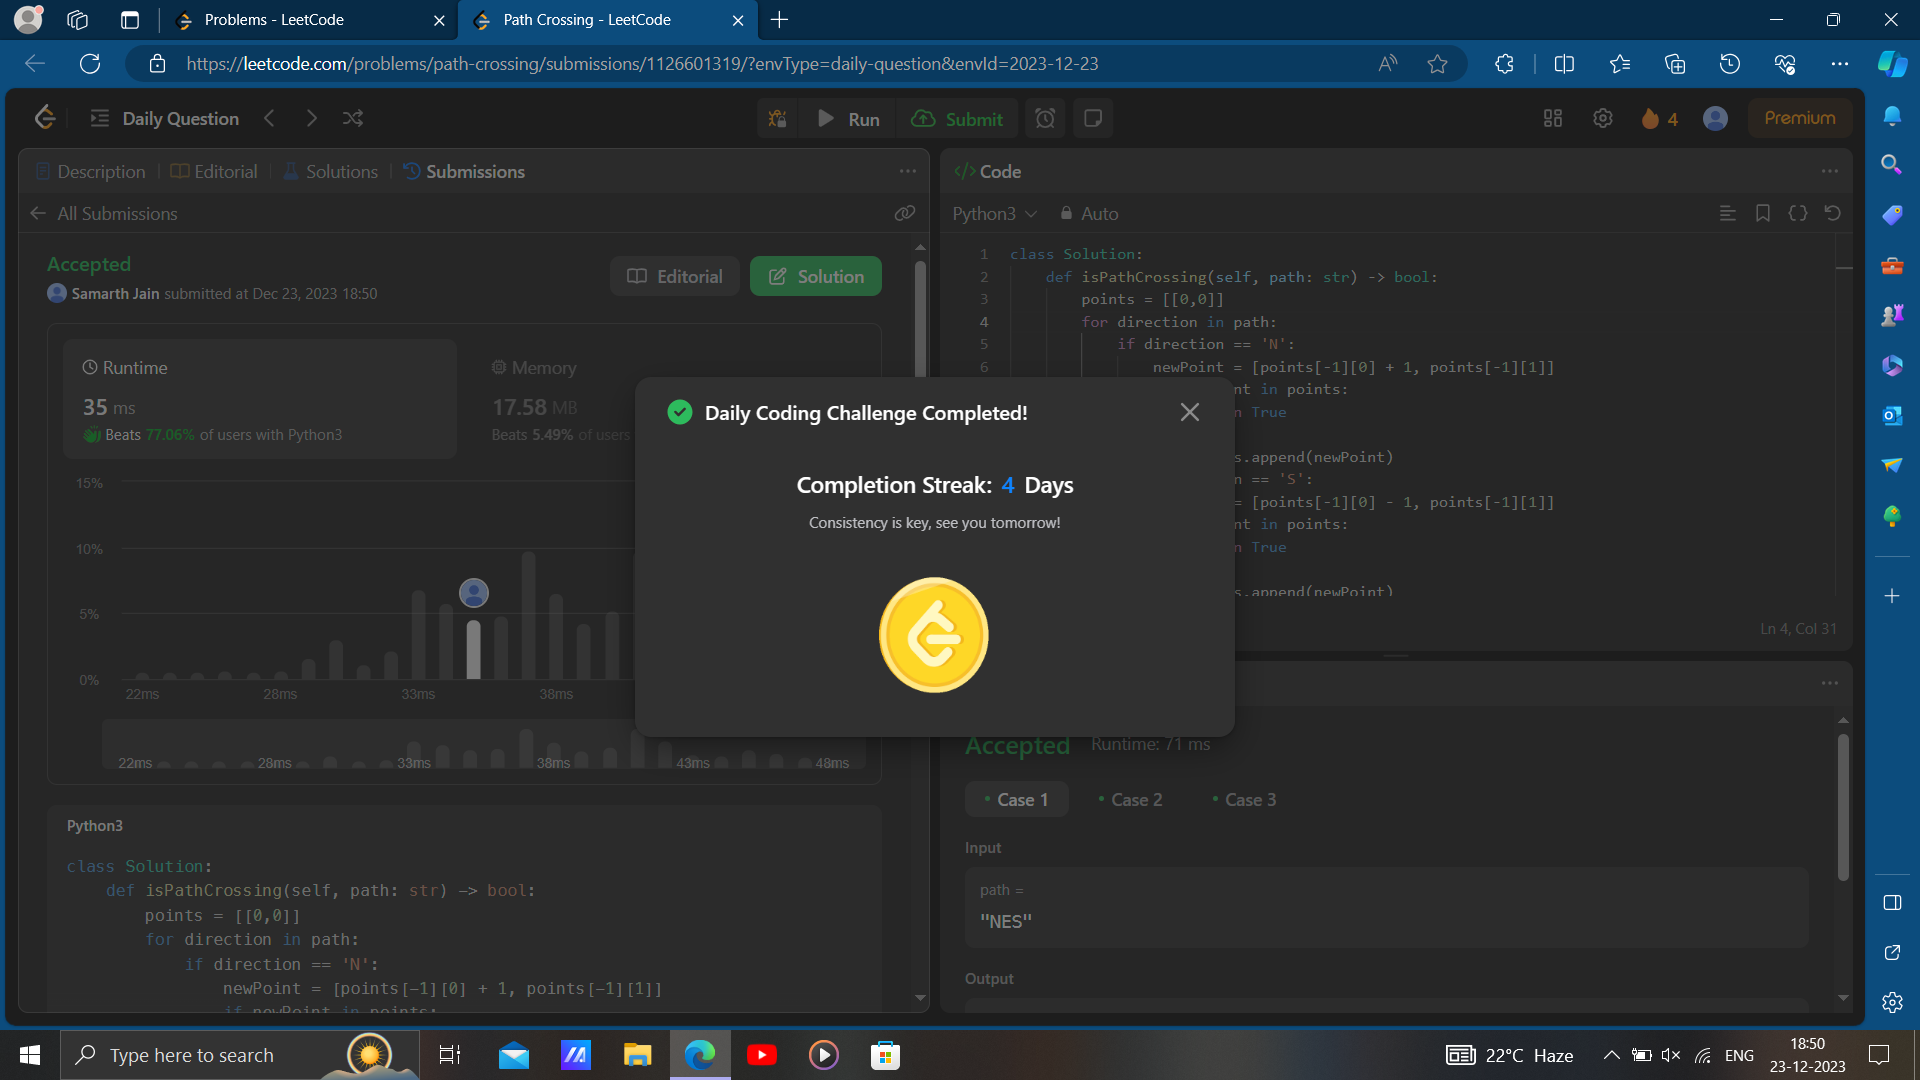 Problems - LeetCode
Path Crossing - LeetCode
https://leetcode.com/problems/path-crossing/submissions/1126601319/?envType=daily-question&envId=2023-12-23
Daily Question
Run
Submit
4
Premium
Description
Editorial
Solutions
Submissions
All Submissions
Accepted
Samarth Jain submitted at Dec 23, 2023 18:50
Editorial
Solution
Runtime
35 ms
Beats 77.06% of users with Python3
Memory
17.58 MB
Beats 5.49% of users
15%
10%
5%
0%
22ms
28ms
33ms
38ms
22ms
28ms
33ms
38ms
43ms
48ms
Python3
class Solution:
def isPathCrossing(self, path: str) -> bool:
points = [[0,0]]
for direction in path:
if direction == 'N':
newPoint = [points[-1][0] + 1, points[-1][1]]
if newPoint in points:
Daily Coding Challenge Completed!
Completion Streak: 4 Days
Consistency is key, see you tomorrow!
</> Code
Python3
Auto
1 class Solution:
2 def isPathCrossing(self, path: str) -> bool:
3 points = [[0,0]]
4 for direction in path:
5 if direction == 'N':
6 newPoint = [points[-1][0] + 1, points[-1][1]]
nt in points:
n True
s.append(newPoint)
n == 'S':
= [points[-1][0] - 1, points[-1][1]]
nt in points:
n True
s.append(newPoint)
Ln 4, Col 31
Accepted
Runtime: 71 ms
Case 1
Case 2
Case 3
Input
path =
"NES"
Output
Type here to search
22°C Haze
ENG
18:50
23-12-2023